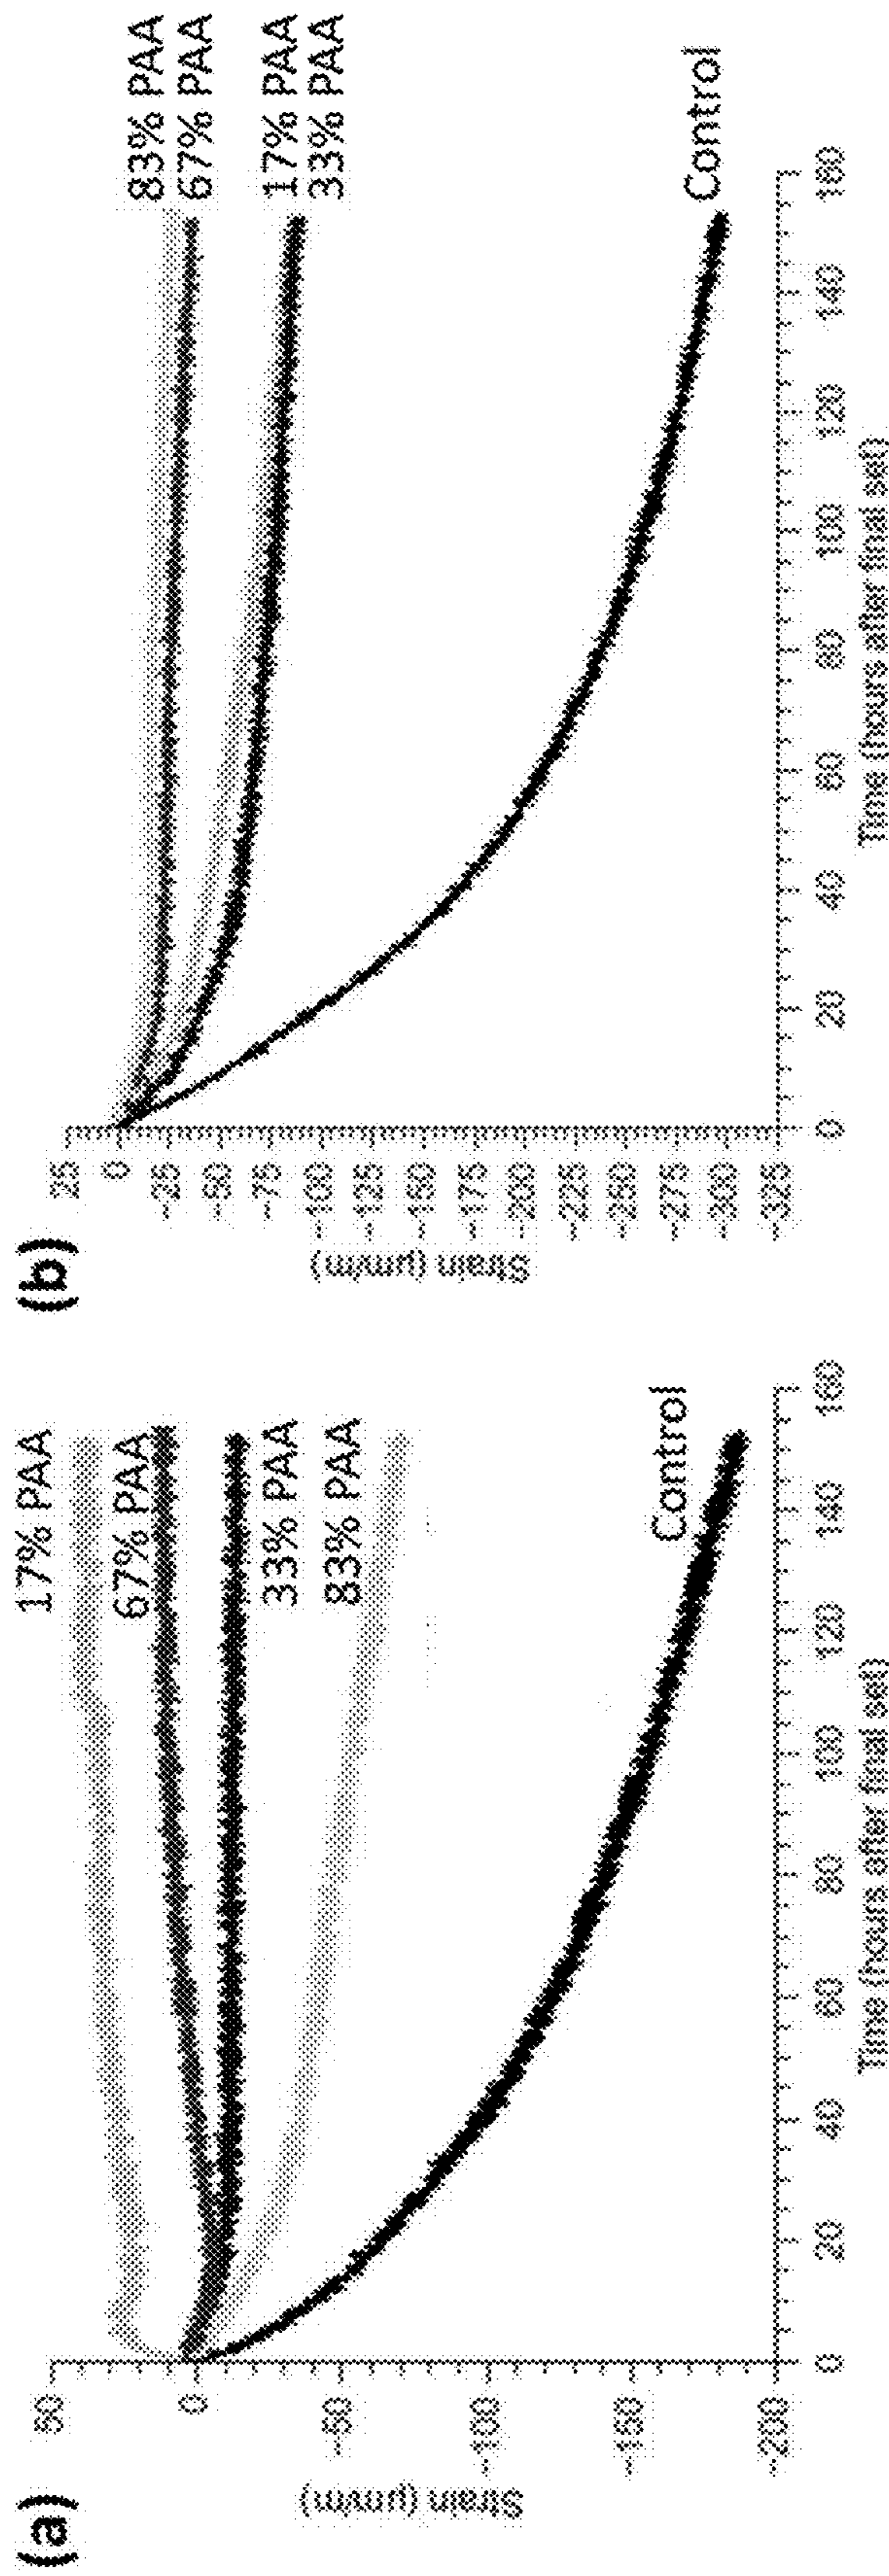 (a)
Strain (μm/m)
50
0
-50
-100
-150
-200
0
20
40
60
80
100
120
140
160
Time (hours after final set)
17% PAA
67% PAA
33% PAA
83% PAA
Control
(b)
Strain (μm/m)
25
0
-25
-50
-75
-100
-125
-150
-175
-200
-225
-250
-275
-300
-325
0
20
40
60
80
100
120
140
160
Time (hours after final set)
83% PAA
67% PAA
17% PAA
33% PAA
Control